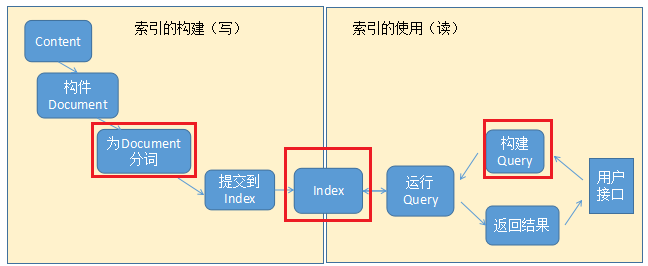 索引的构建（写）
Content
构件
Document
为Document
分词
提交到
Index
Index
索引的使用（读）
运行
Query
构建
Query
返回结果
用户
接口